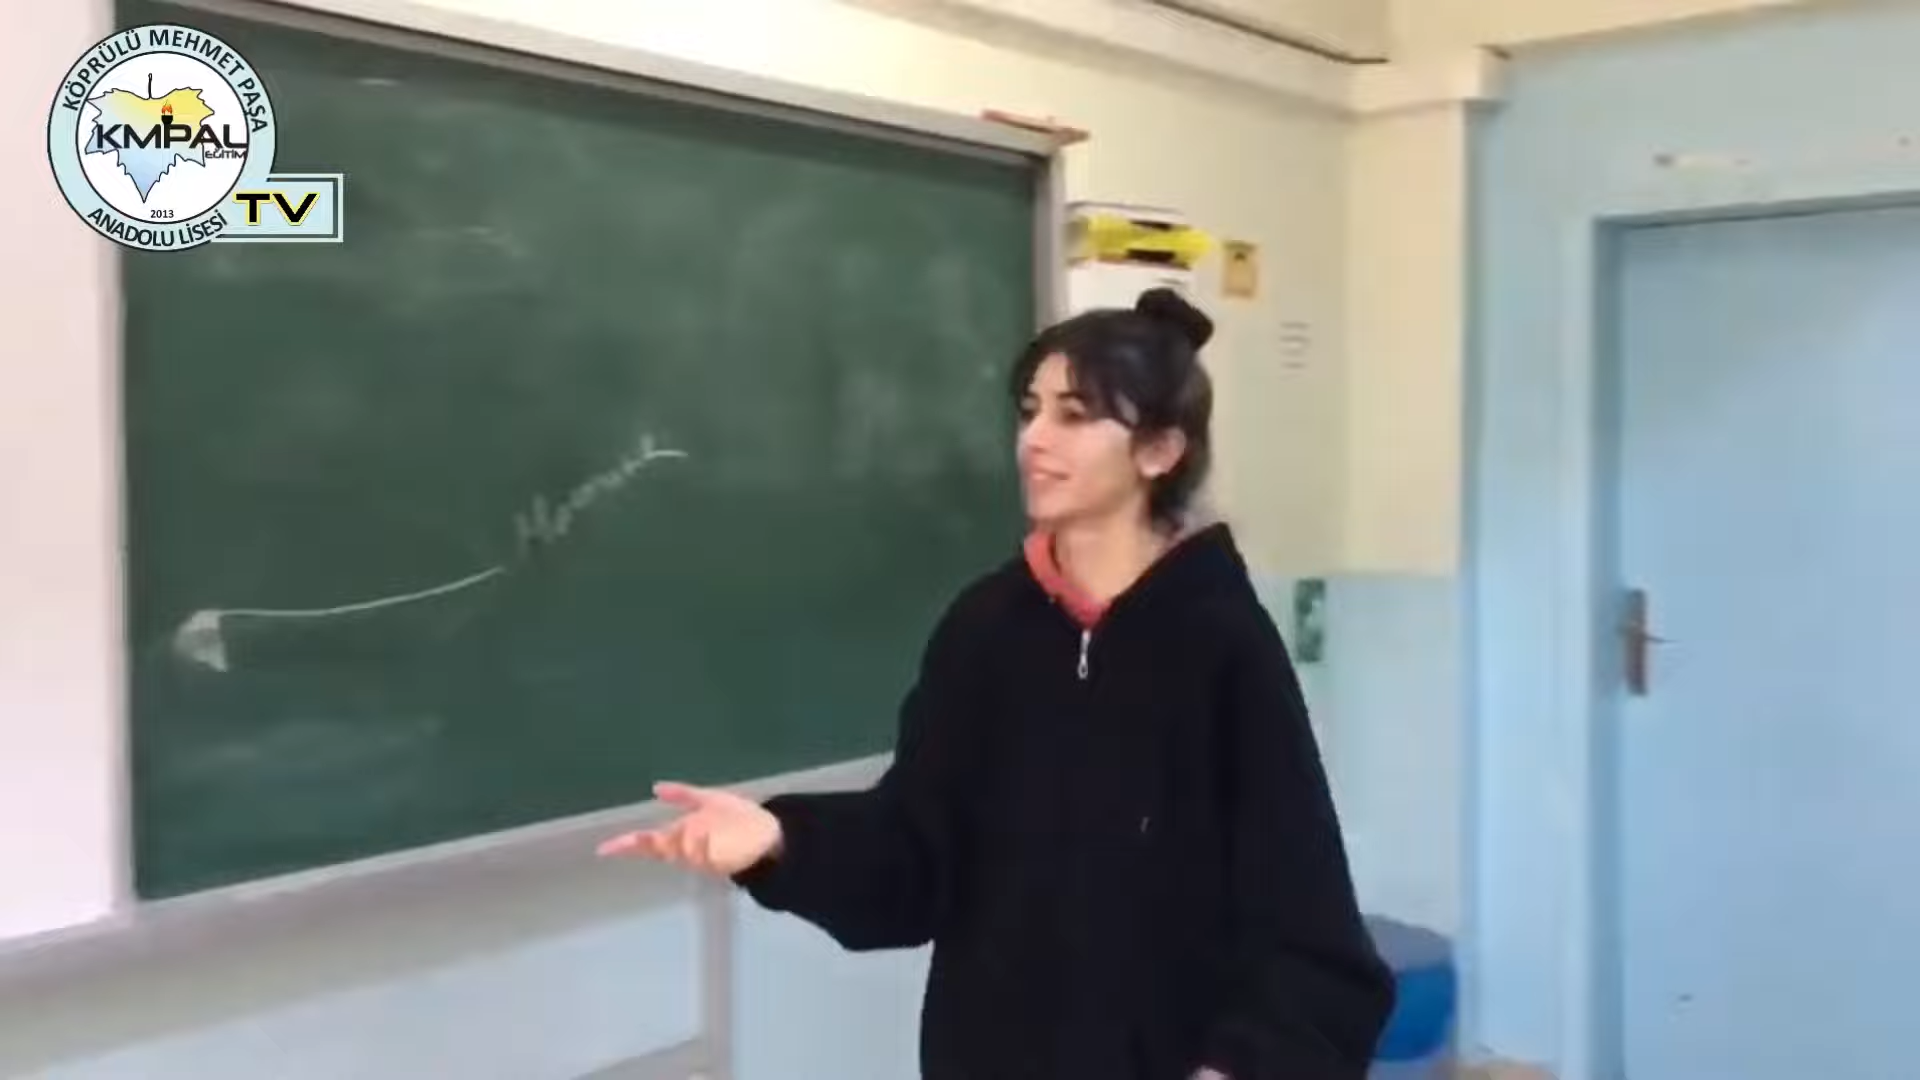 KÖPRÜLÜ MEHMET PAŞA
KMPAL
EĞİTİM
2013
ANADOLU LİSESİ
TV